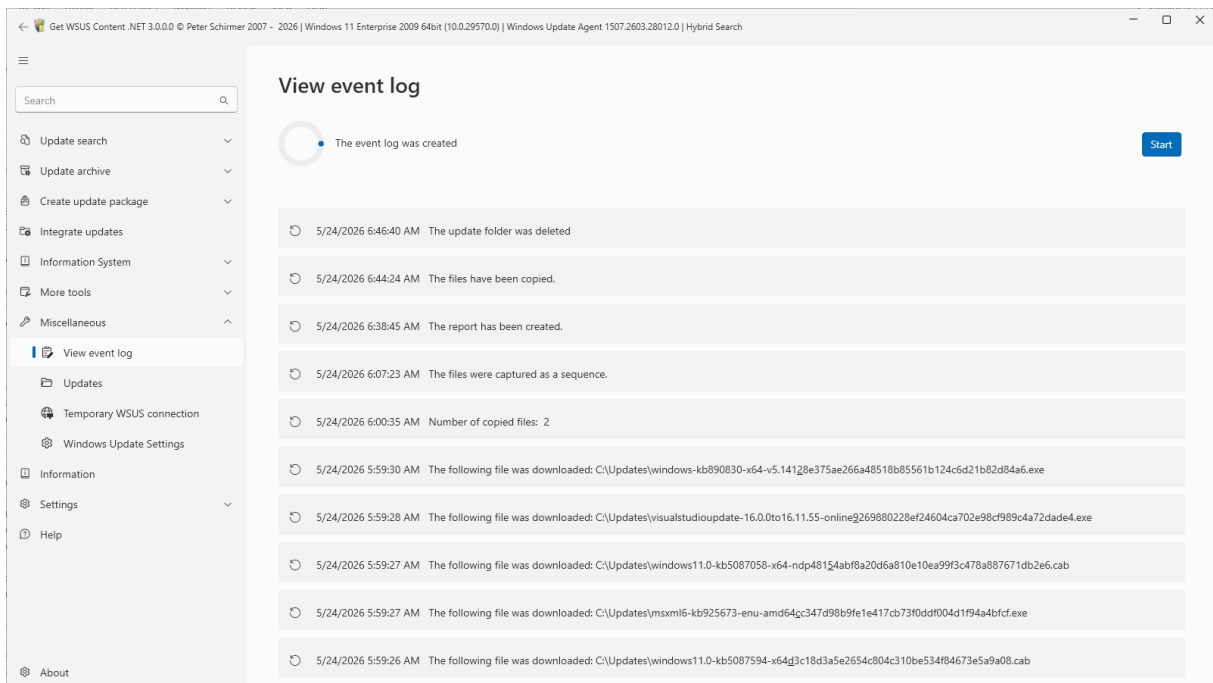 Get WSUS Content .NET 3.0.0.0 © Peter Schirmer 2007 - 2026 | Windows 11 Enterprise 2009 64bit (10.0.29570.0) | Windows Update Agent 1507.2603.28012.0 | Hybrid Search
Search
Update search
Update archive
Create update package
Integrate updates
Information System
More tools
Miscellaneous
View event log
Updates
Temporary WSUS connection
Windows Update Settings
Information
Settings
Help
About
View event log
The event log was created
Start
5/24/2026 6:46:40 AM The update folder was deleted
5/24/2026 6:44:24 AM The files have been copied.
5/24/2026 6:38:45 AM The report has been created.
5/24/2026 6:07:23 AM The files were captured as a sequence.
5/24/2026 6:00:35 AM Number of copied files: 2
5/24/2026 5:59:30 AM The following file was downloaded: C:\Updates\windows-kb890830-x64-v5.14128e375ae266a48518b85561b124c6d21b82d84a6.exe
5/24/2026 5:59:28 AM The following file was downloaded: C:\Updates\visualstudioupdate-16.0.0to16.11.55-online9269880228ef24604ca702e98cf989c4a72dade4.exe
5/24/2026 5:59:27 AM The following file was downloaded: C:\Updates\windows11.0-kb5087058-x64-ndp48154abf8a20d6a810e10ea99f3c478a887671db2e6.cab
5/24/2026 5:59:27 AM The following file was downloaded: C:\Updates\msxml6-kb925673-enu-amd64cc347d98b9fe1e417cb73f0ddf004d1f94a4bfcf.exe
5/24/2026 5:59:26 AM The following file was downloaded: C:\Updates\windows11.0-kb5087594-x64d3c18d3a5e2654c804c310be534f84673e5a9a08.cab